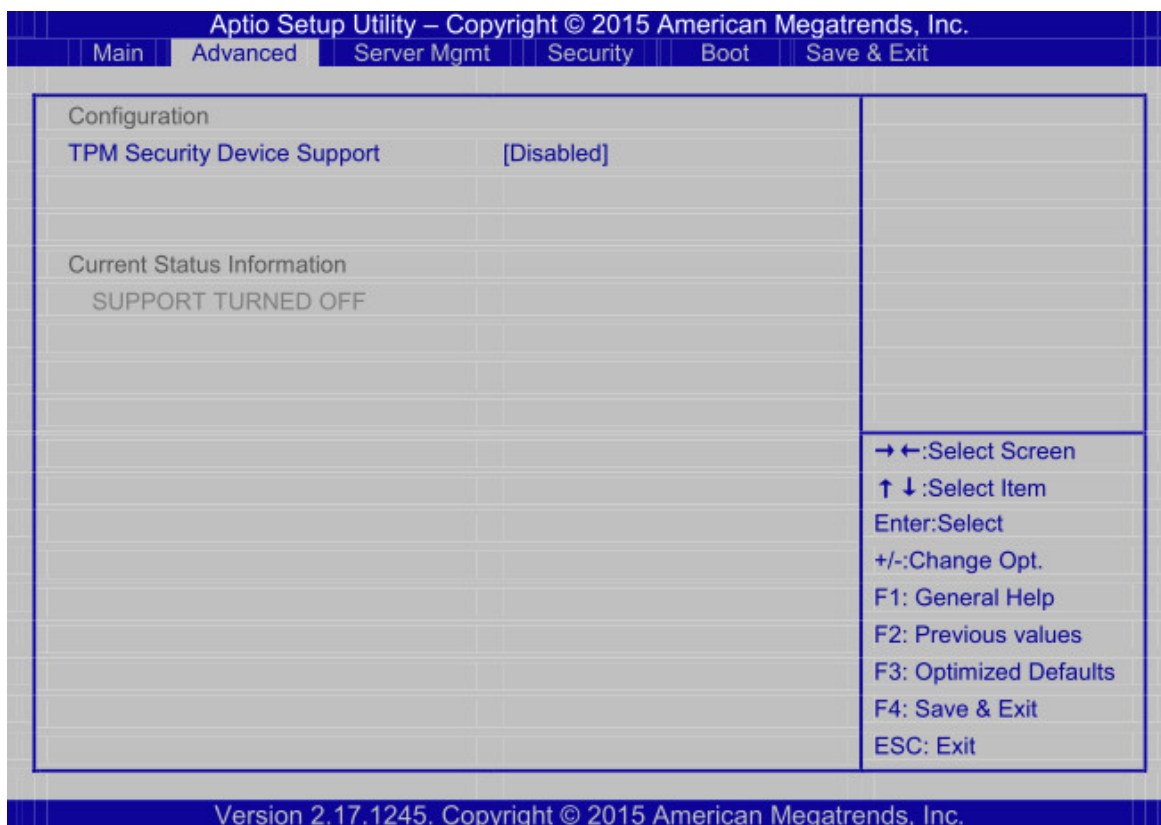 Aptio Setup Utility – Copyright © 2015 American Megatrends, Inc.
Main Advanced Server Mgmt Security Boot Save & Exit
Configuration
TPM Security Device Support [Disabled]
Current Status Information
SUPPORT TURNED OFF
→ ←:Select Screen
↑ ↓:Select Item
Enter:Select
+/-:Change Opt.
F1: General Help
F2: Previous values
F3: Optimized Defaults
F4: Save & Exit
ESC: Exit
Version 2.17.1245. Copyright © 2015 American Megatrends, Inc.